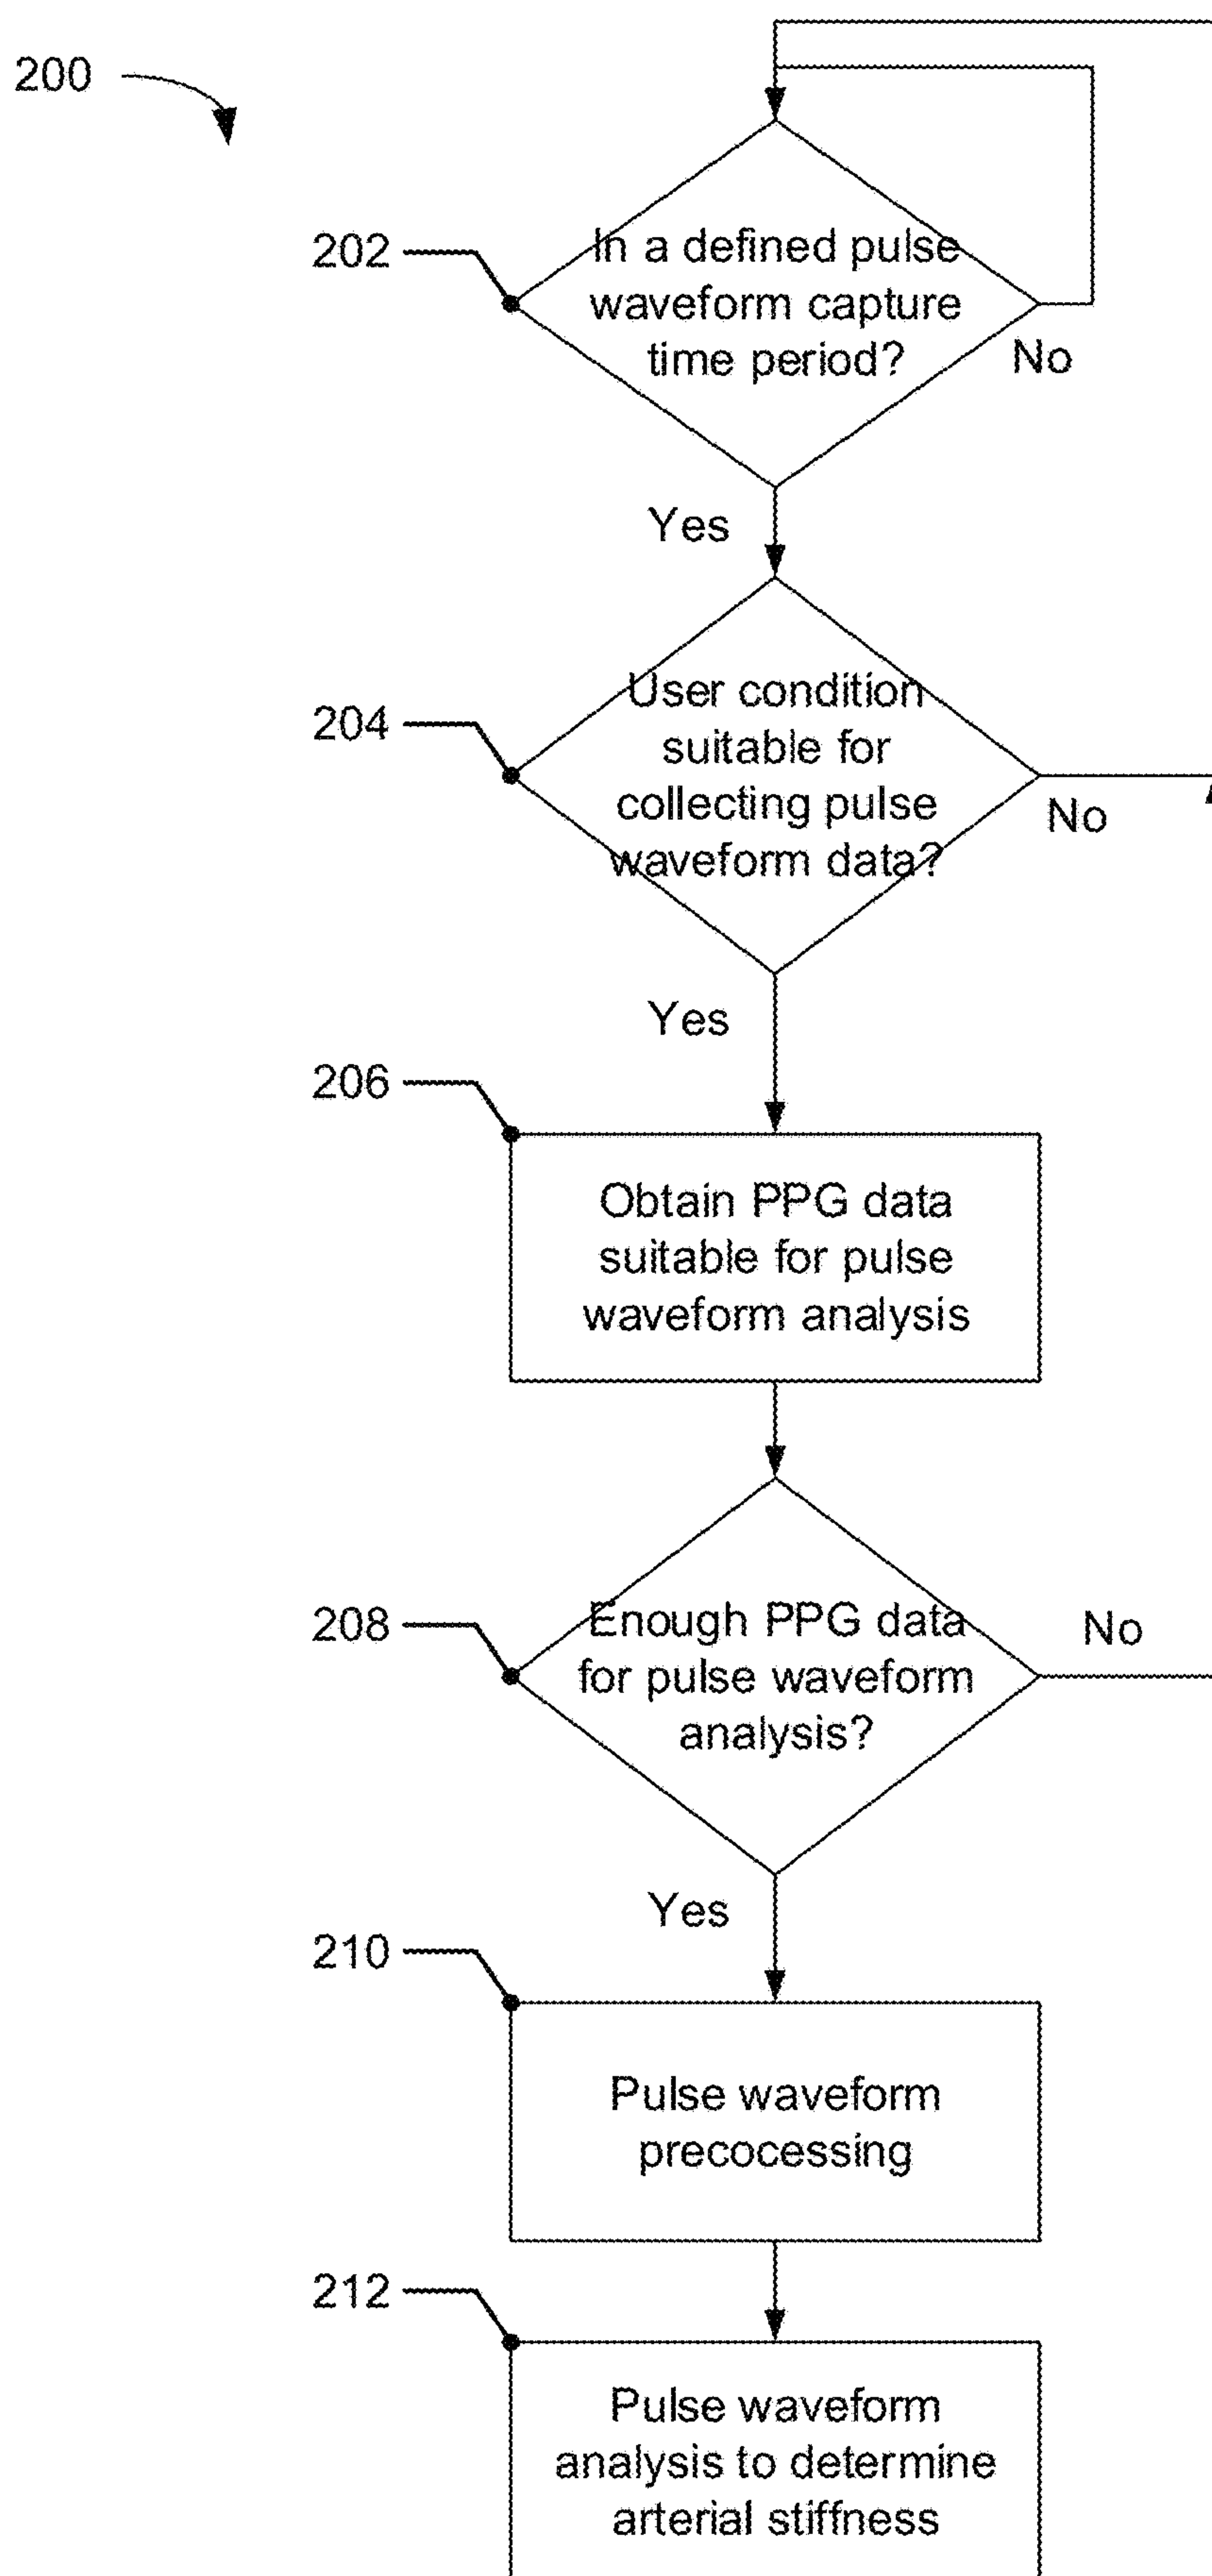 200
202
In a defined pulse
waveform capture
time period?
No
Yes
204
User condition
suitable for
collecting pulse
waveform data?
No
Yes
206
Obtain PPG data
suitable for pulse
waveform analysis
208
Enough PPG data
for pulse waveform
analysis?
No
Yes
210
Pulse waveform
precocessing
212
Pulse waveform
analysis to determine
arterial stiffness